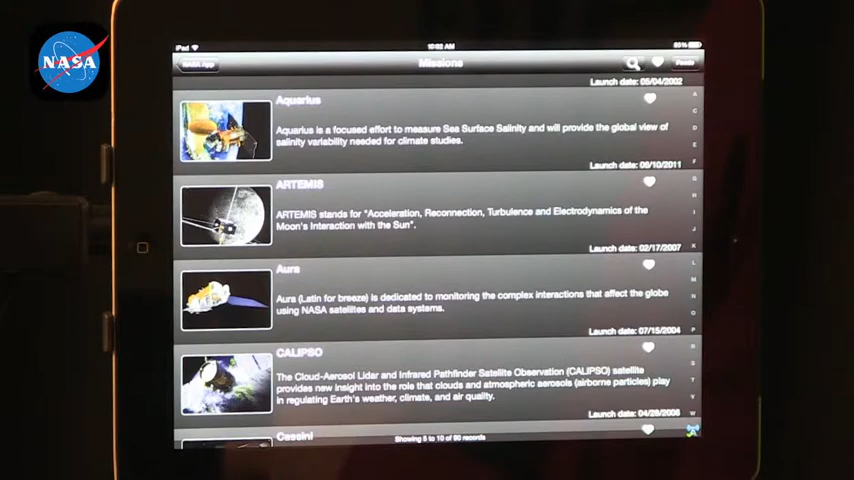 NASA
iPad
10:02 AM
83%
NASA App
Missions
Feeds
Launch date: 05/04/2002
Aquarius
Aquarius is a focused effort to measure Sea Surface Salinity and will provide the global view of
salinity variability needed for climate studies.
Launch date: 06/10/2011
ARTEMIS
ARTEMIS stands for "Acceleration, Reconnection, Turbulence and Electrodynamics of the
Moon's Interaction with the Sun".
Launch date: 02/17/2007
Aura
Aura (Latin for breeze) is dedicated to monitoring the complex interactions that affect the globe
using NASA satellites and data systems.
Launch date: 07/15/2004
CALIPSO
The Cloud-Aerosol Lidar and Infrared Pathfinder Satellite Observation (CALIPSO) satellite
provides new insight into the role that clouds and atmospheric aerosols (airborne particles) play
in regulating Earth's weather, climate, and air quality.
Launch date: 04/28/2006
Cassini
Showing 5 to 10 of 90 records
A
C
D
E
F
G
H
I
J
K
L
M
N
O
P
R
S
T
V
W